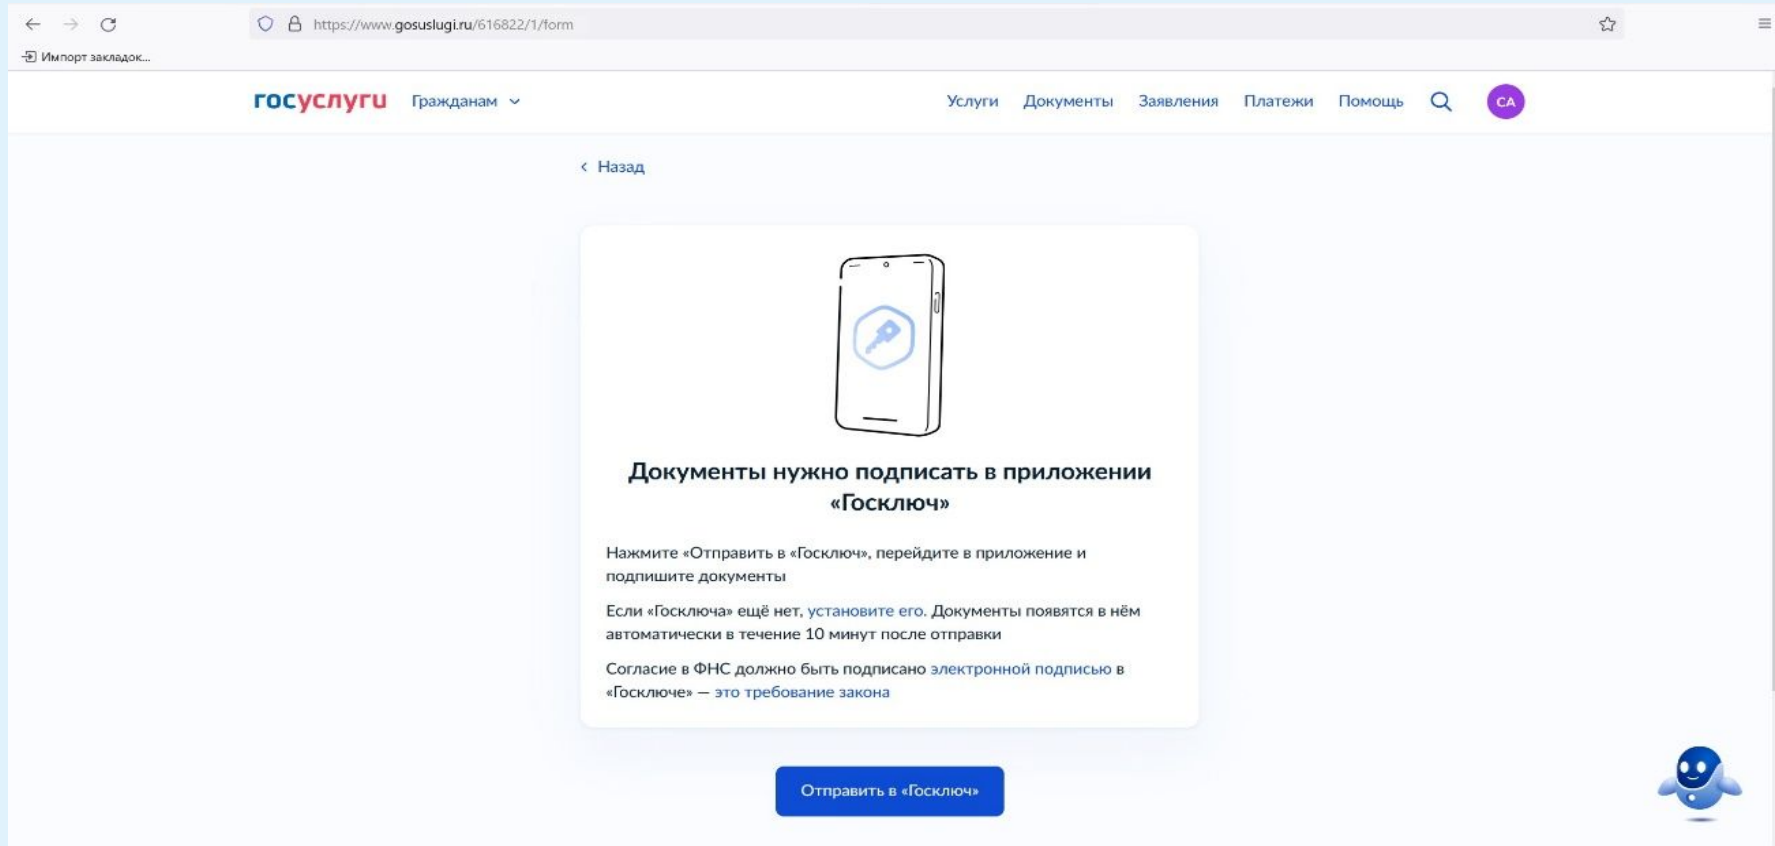 https://www.gosuslugi.ru/616822/1/form
Импорт закладок...
госуслуги Гражданам Услуги Документы Заявления Платежи Помощь СА
Назад
Документы нужно подписать в приложении
«Госключ»
Нажмите «Отправить в «Госключ», перейдите в приложение и
подпишите документы
Если «Госключа» ещё нет, установите его. Документы появятся в нём
автоматически в течение 10 минут после отправки
Согласие в ФНС должно быть подписано электронной подписью в
«Госключе» — это требование закона
Отправить в «Госключ»